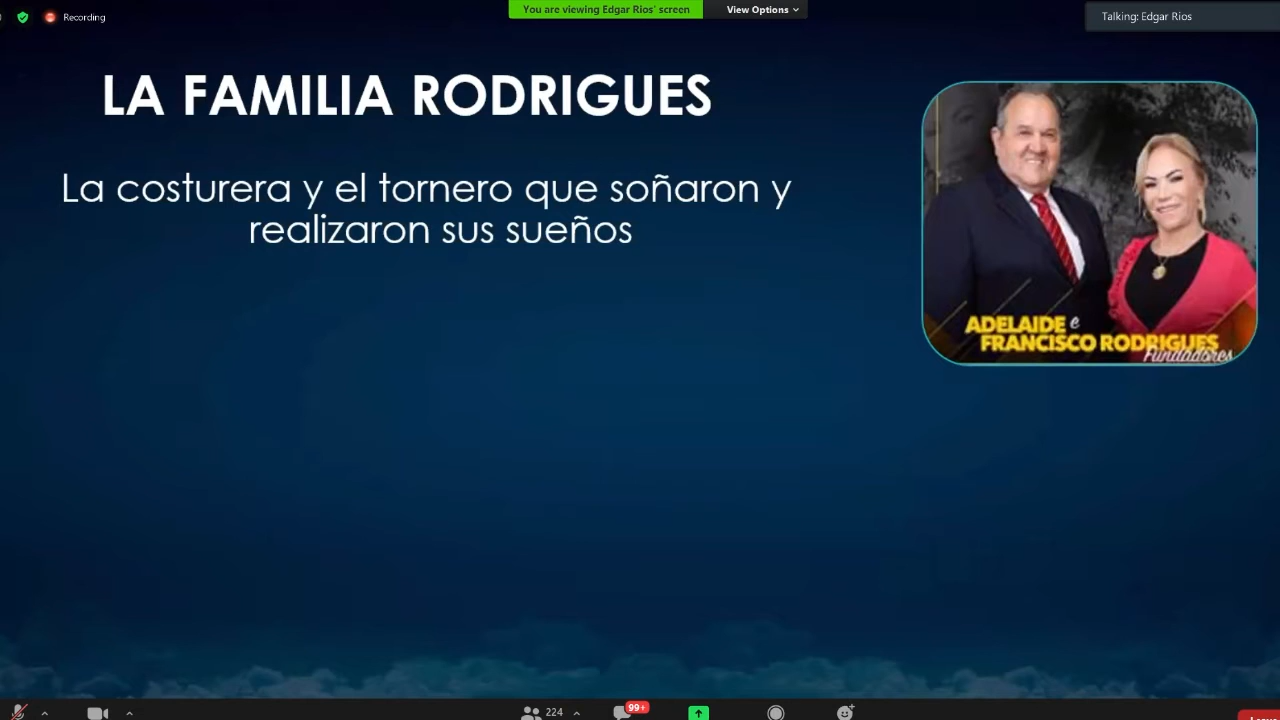 Recording
You are viewing Edgar Rios' screen
View Options
Talking: Edgar Rios
LA FAMILIA RODRIGUES
La costurera y el tornero que soñaron y
realizaron sus sueños
ADELAIDE e
FRANCISCO RODRIGUES
Fundadores
224
99+